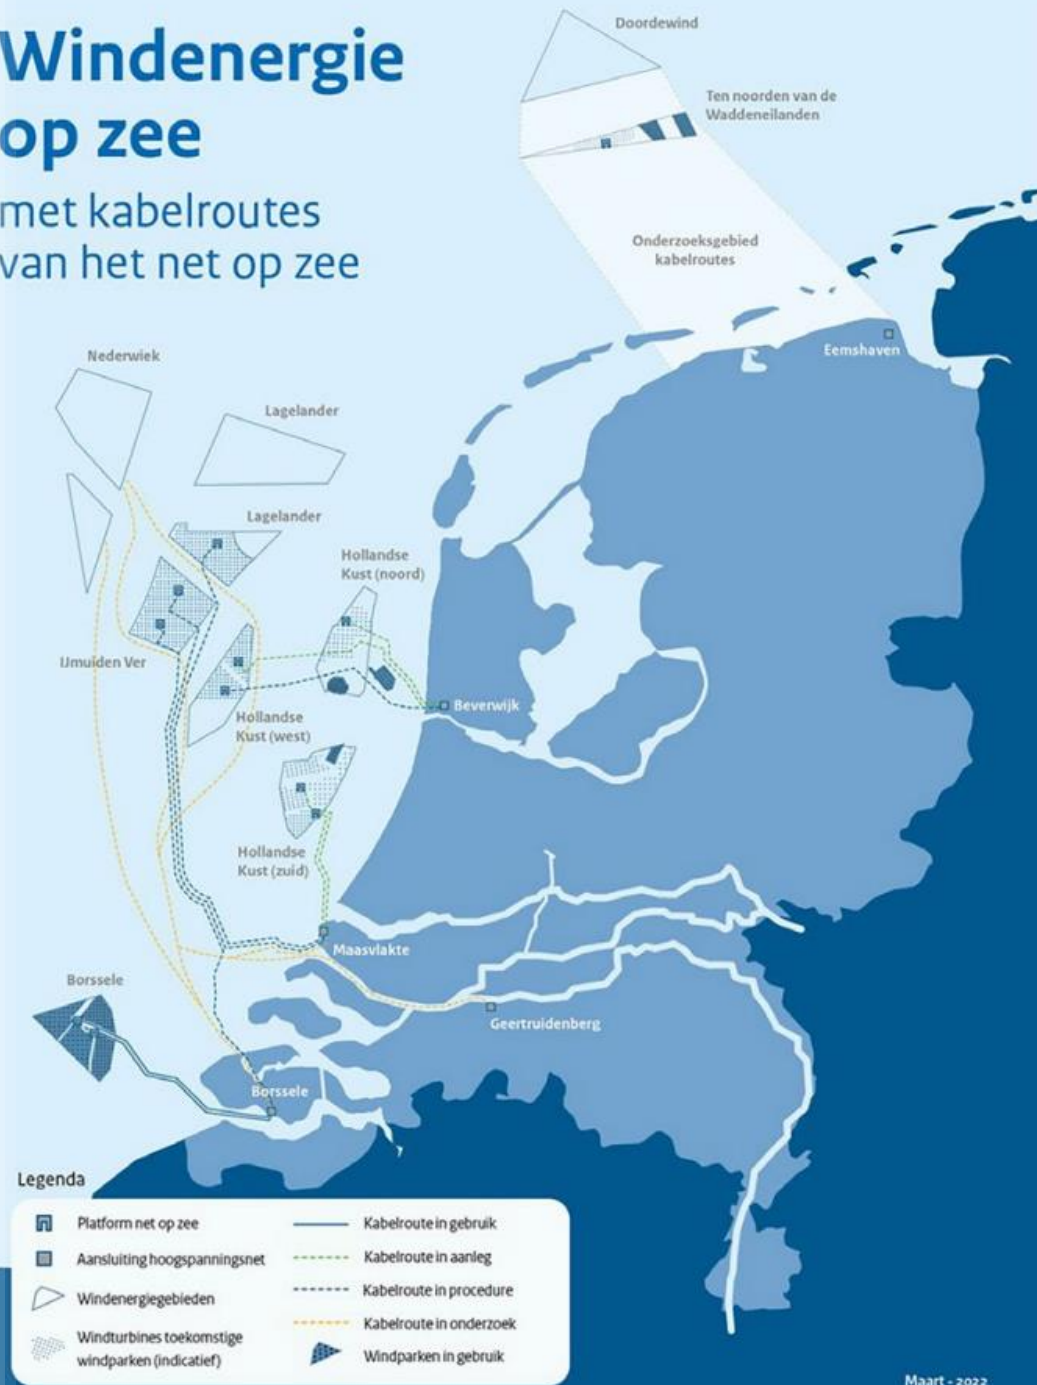 Windenergie
op zee
met kabelroutes
van het net op zee
Doordewind
Ten noorden van de
Waddeneilanden
Onderzoeksgebied
kabelroutes
Eemshaven
Nederwiek
Lagelander
Lagelander
Hollandse
Kust (noord)
IJmuiden Ver
Beverwijk
Hollandse
Kust (west)
Hollandse
Kust (zuid)
Maasvlakte
Borssele
Geertruidenberg
Borssele
Legenda
Platform net op zee
Aansluiting hoogspanningsnet
Windenergiegebieden
Windturbines toekomstige
windparken (indicatief)
Kabelroute in gebruik
Kabelroute in aanleg
Kabelroute in procedure
Kabelroute in onderzoek
Windparken in gebruik
Maart - 2022